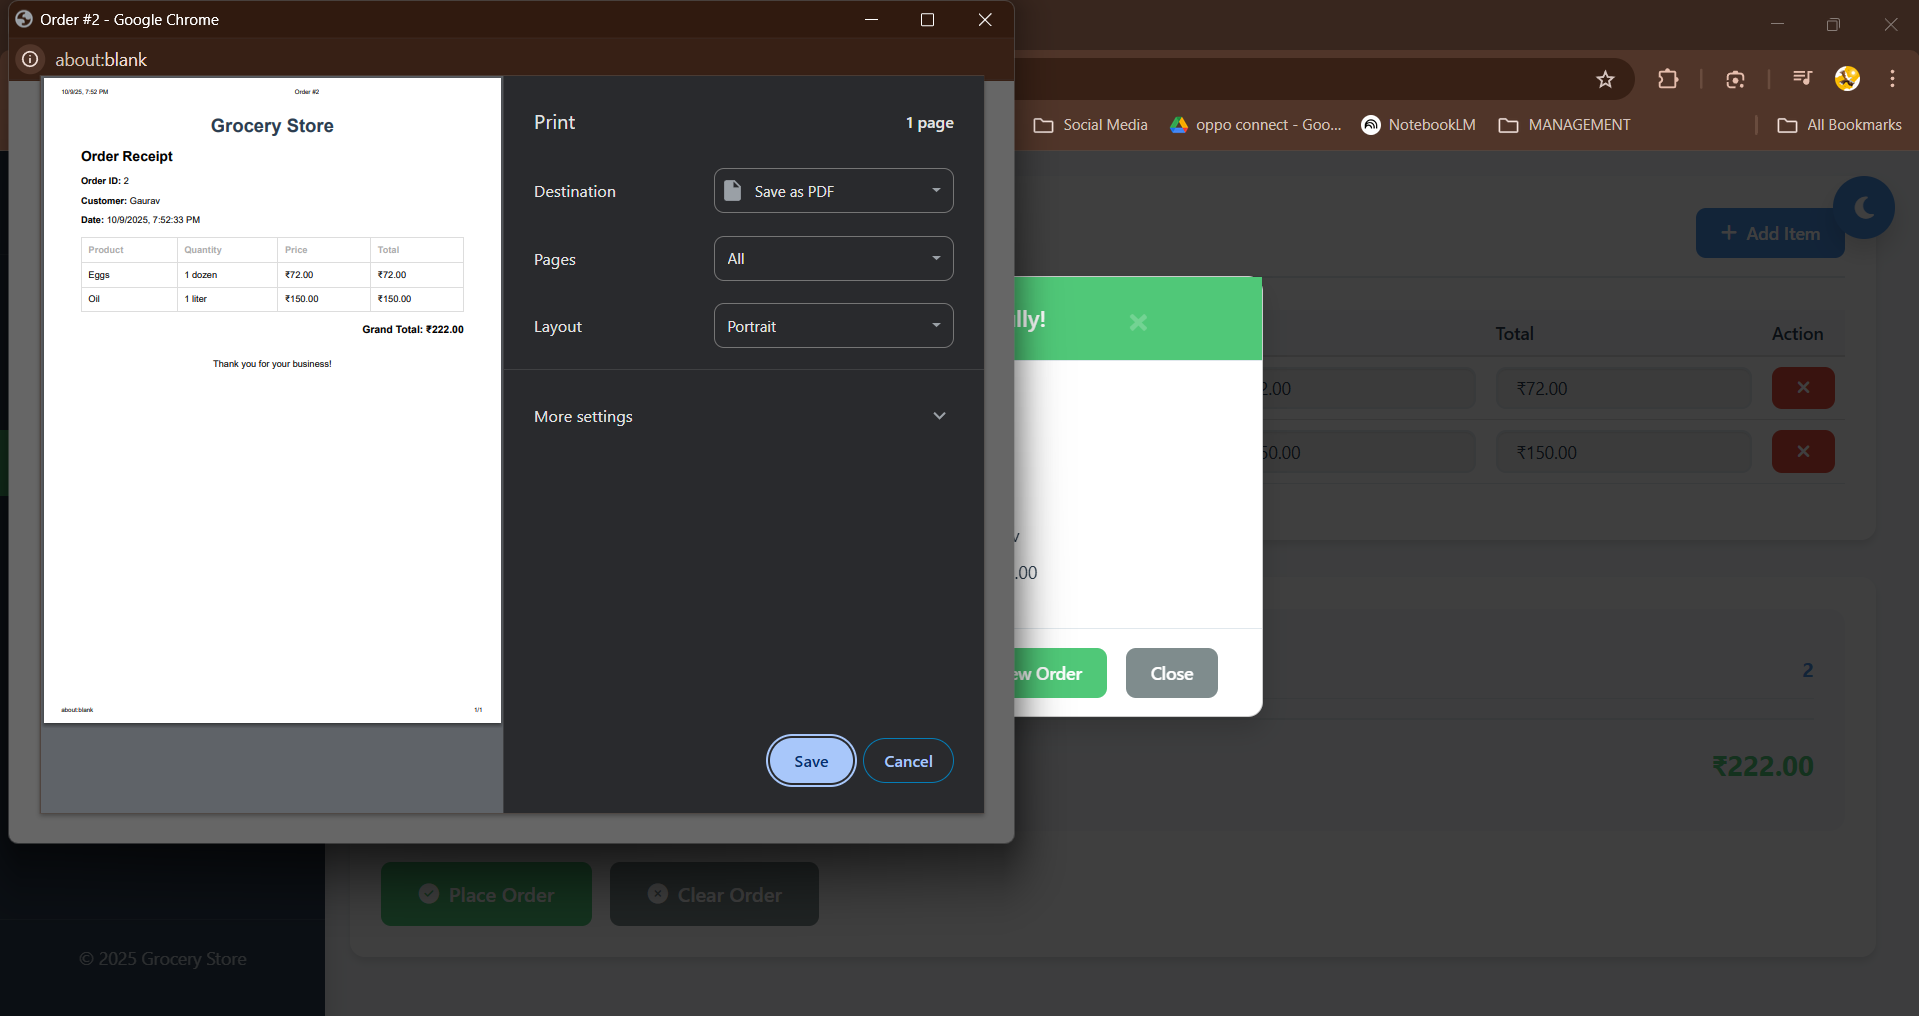 Order #2 - Google Chrome
about:blank
10/9/25, 7:52 PM
Order #2
Grocery Store
Order Receipt
Order ID: 2
Customer: Gaurav
Date: 10/9/2025, 7:52:33 PM
Product Quantity Price Total
Eggs 1 dozen ₹72.00 ₹72.00
Oil 1 liter ₹150.00 ₹150.00
Grand Total: ₹222.00
Thank you for your business!
about:blank
1/1
Print
1 page
Destination
Save as PDF
Pages
All
Layout
Portrait
More settings
Save
Cancel
Social Media
oppo connect - Goo...
NotebookLM
MANAGEMENT
All Bookmarks
+ Add Item
lly!
Total
Action
2.00
₹72.00
50.00
₹150.00
v
.00
ew Order
Close
2
₹222.00
Place Order
Clear Order
© 2025 Grocery Store